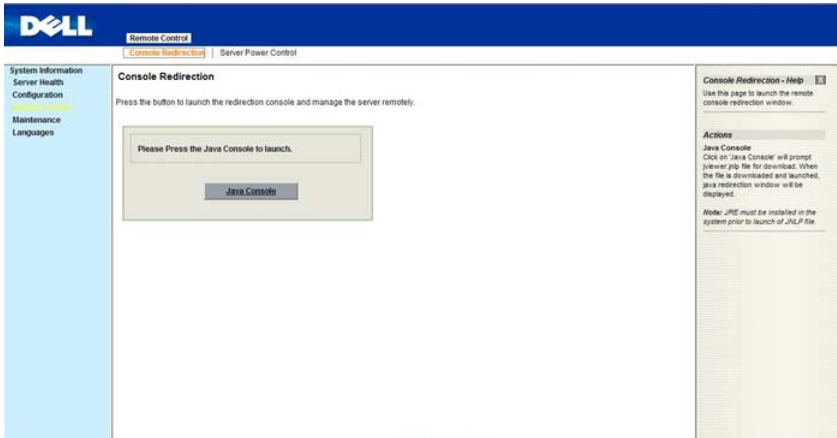 DELL
Remote Control
Console Redirection | Server Power Control
System Information
Server Health
Configuration
Remote Control
Maintenance
Languages
Console Redirection
Press the button to launch the redirection console and manage the server remotely.
Please Press the Java Console to launch.
Java Console
Console Redirection - Help X
Use this page to launch the remote
console redirection window.
Actions
Java Console
Click on 'Java Console' will prompt
jviewer.jnlp file for download. When
the file is downloaded and launched,
java redirection window will be
displayed.
Note: JRE must be installed in the
system prior to launch of JNLP file.